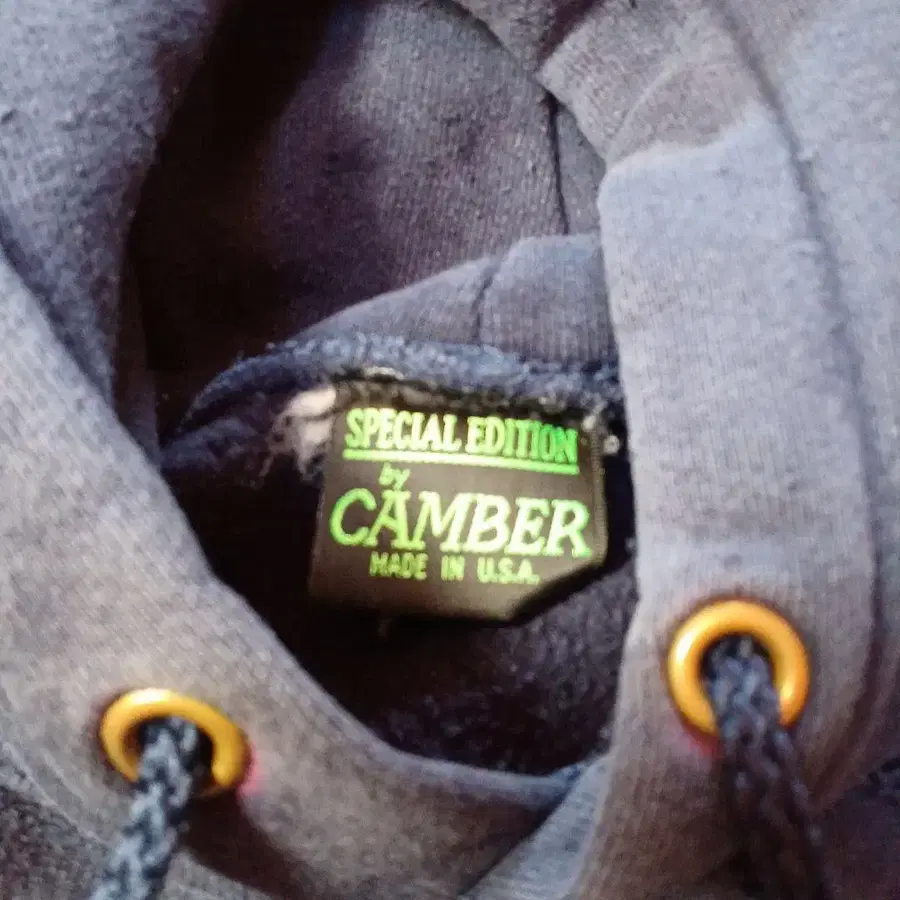 SPECIAL EDITION
by
CAMBER
MADE IN U.S.A.